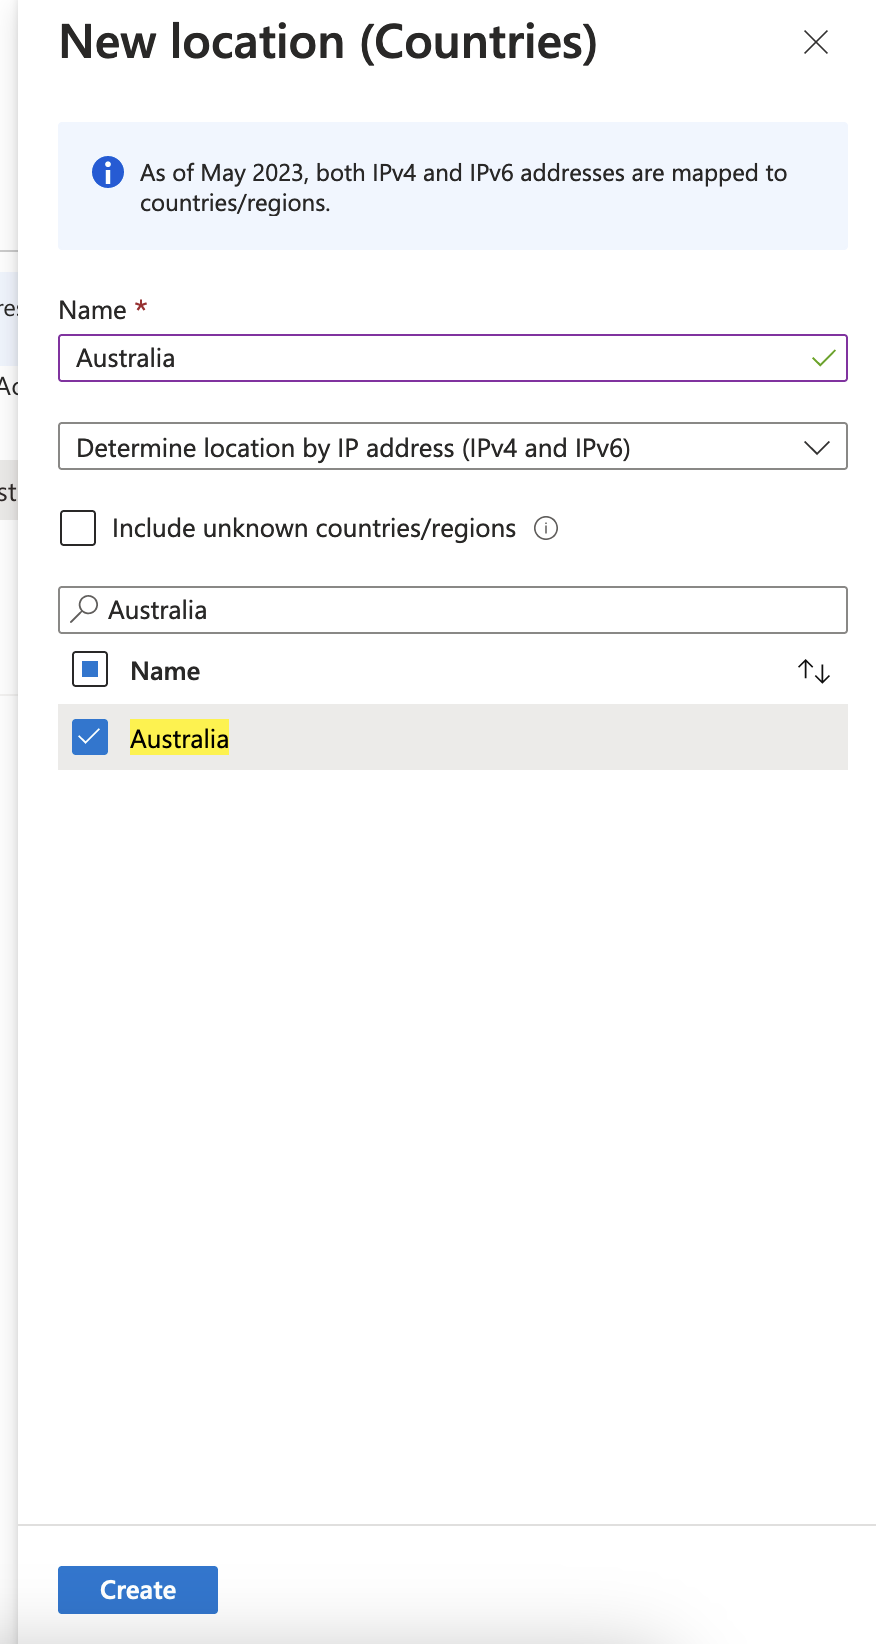 New location (Countries)
As of May 2023, both IPv4 and IPv6 addresses are mapped to
countries/regions.
Name *
Australia
Determine location by IP address (IPv4 and IPv6)
Include unknown countries/regions
Australia
Name
Australia
Create